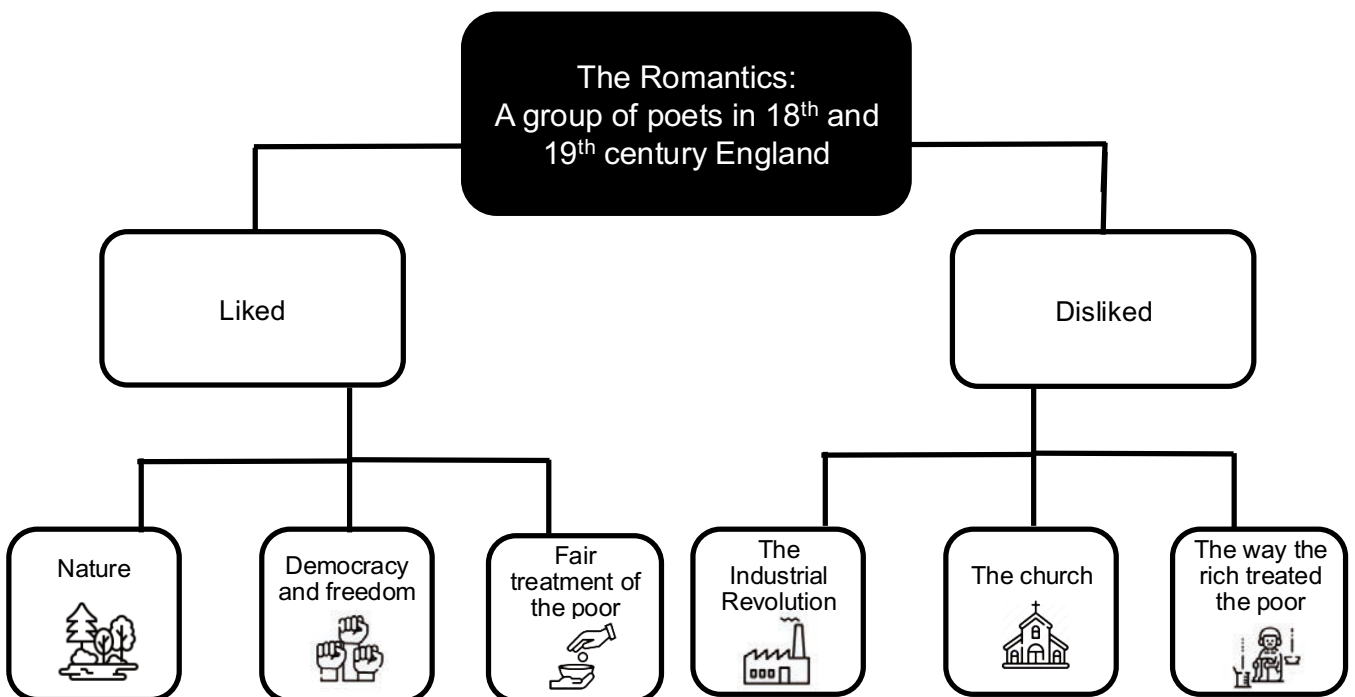 The Romantics:
A group of poets in 18th and
19th century England
Liked
Disliked
Nature
Democracy
and freedom
Fair
treatment of
the poor
The
Industrial
Revolution
The church
The way the
rich treated
the poor